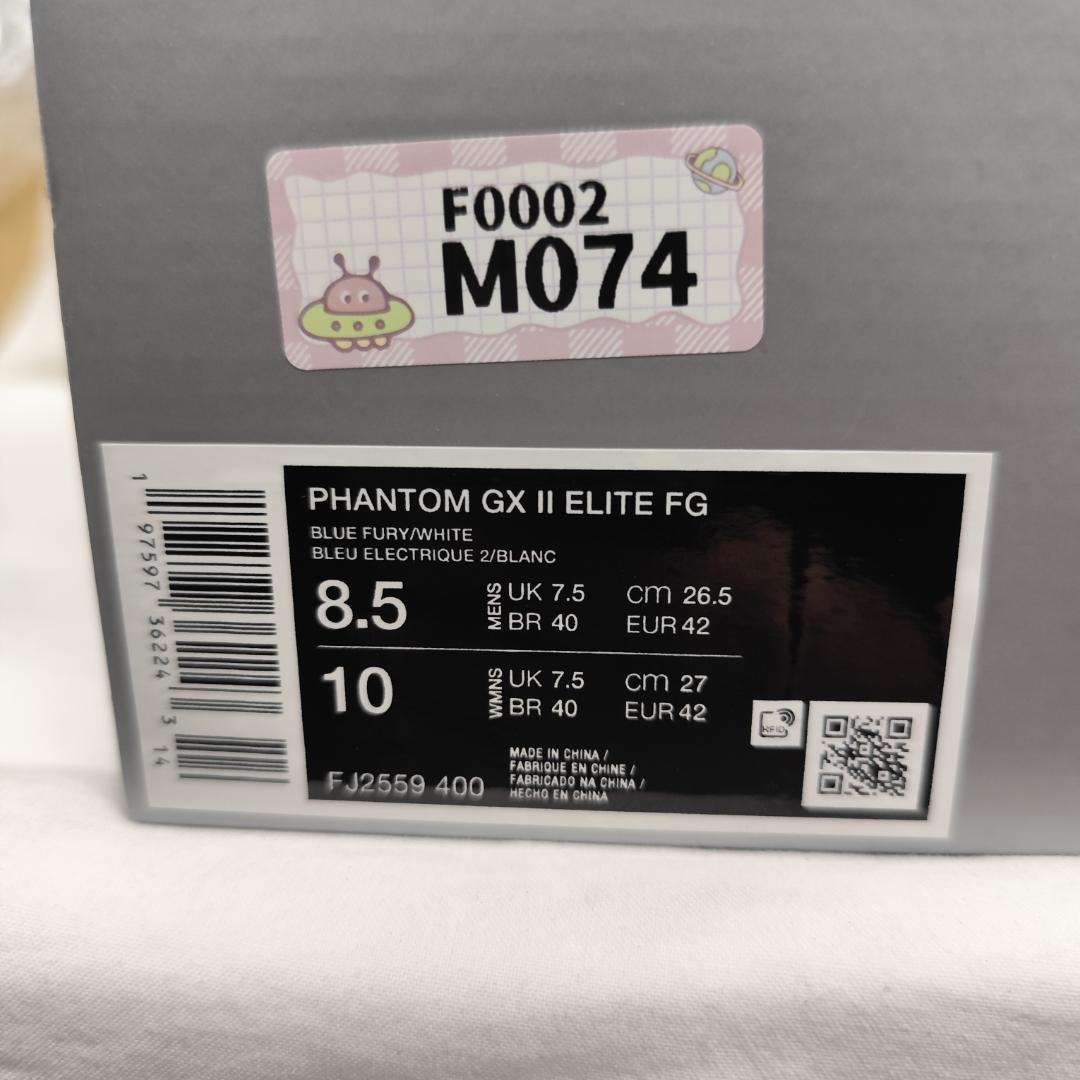 F0002
M074
1 97597 36224 3 14
PHANTOM GX II ELITE FG
BLUE FURY/WHITE
BLEU ELECTRIQUE 2/BLANC
8.5 MENS UK 7.5 cm 26.5
BR 40 EUR 42
10 WMNS UK 7.5 cm 27
BR 40 EUR 42
RFID
MADE IN CHINA /
FABRIQUE EN CHINE /
FJ2559 400 FABRICADO NA CHINA /
HECHO EN CHINA